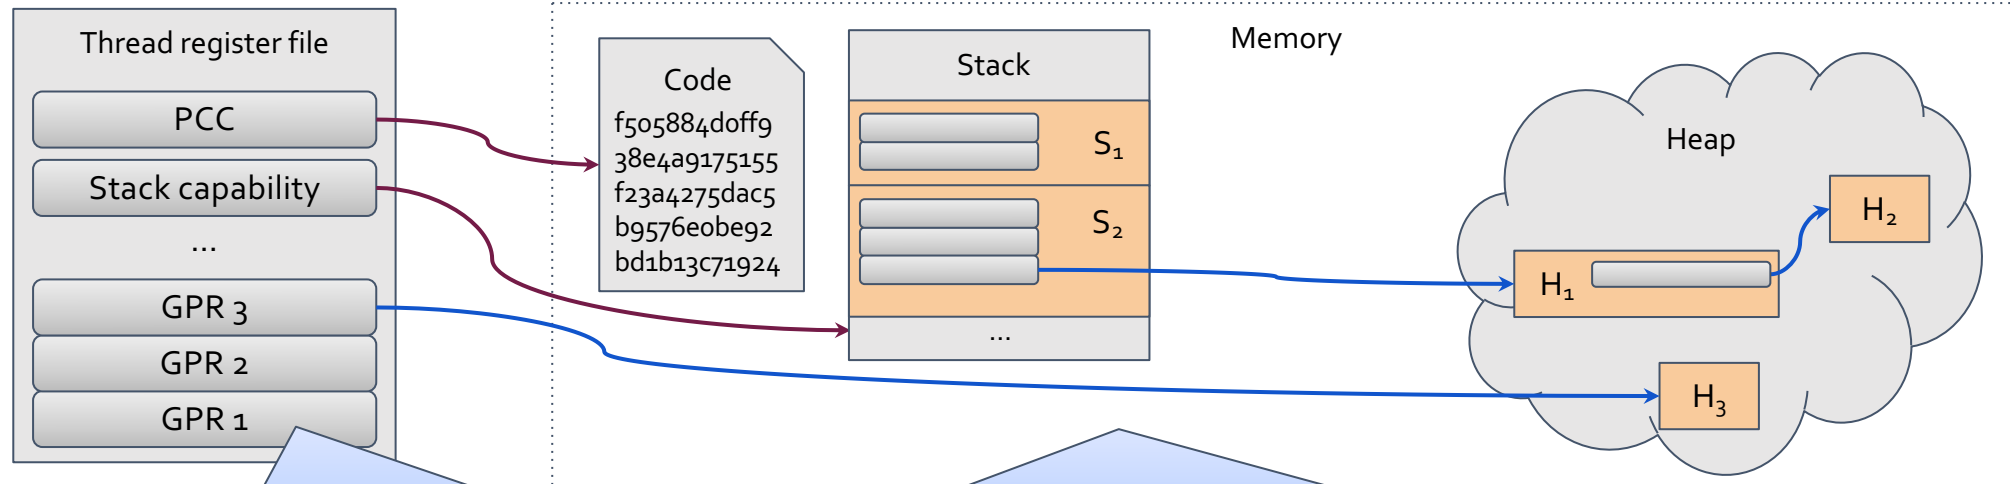 Thread register file
PCC
Stack capability
...
GPR 3
GPR 2
GPR 1
Memory
Code
f505884d0ff9
38e4a9175155
f23a4275dac5
b9576e0be92
bd1b13c71924
Stack
S₁
S₂
...
Heap
H₁
H₂
H₃